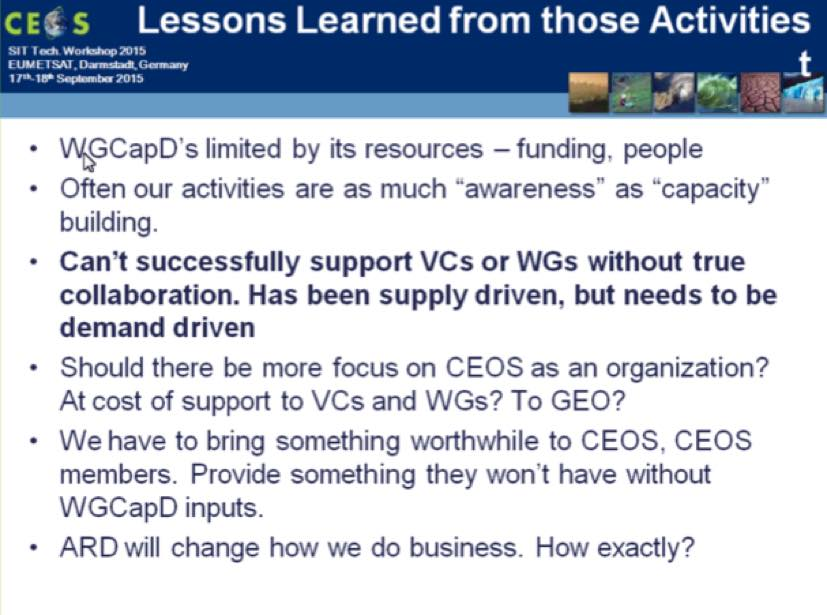 CEOS
Lessons Learned from those Activities
t
SIT Tech. Workshop 2015
EUMETSAT, Darmstadt, Germany
17th-18th September 2015
• WGCapD's limited by its resources – funding, people
• Often our activities are as much “awareness” as “capacity”
building.
• Can't successfully support VCs or WGs without true
collaboration. Has been supply driven, but needs to be
demand driven
• Should there be more focus on CEOS as an organization?
At cost of support to VCs and WGs? To GEO?
• We have to bring something worthwhile to CEOS, CEOS
members. Provide something they won't have without
WGCapD inputs.
• ARD will change how we do business. How exactly?